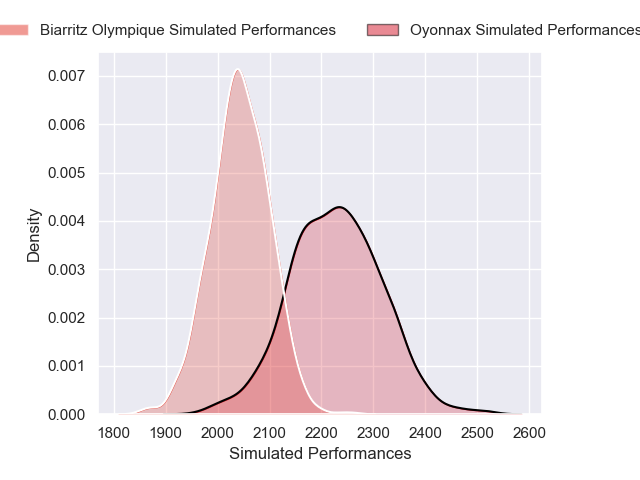 Biarritz Olympique Simulated Performances
Oyonnax Simulated Performances
0.007
0.006
0.005
0.004
0.003
0.002
0.001
0.000
Density
1800 1900 2000 2100 2200 2300 2400 2500 2600
Simulated Performances